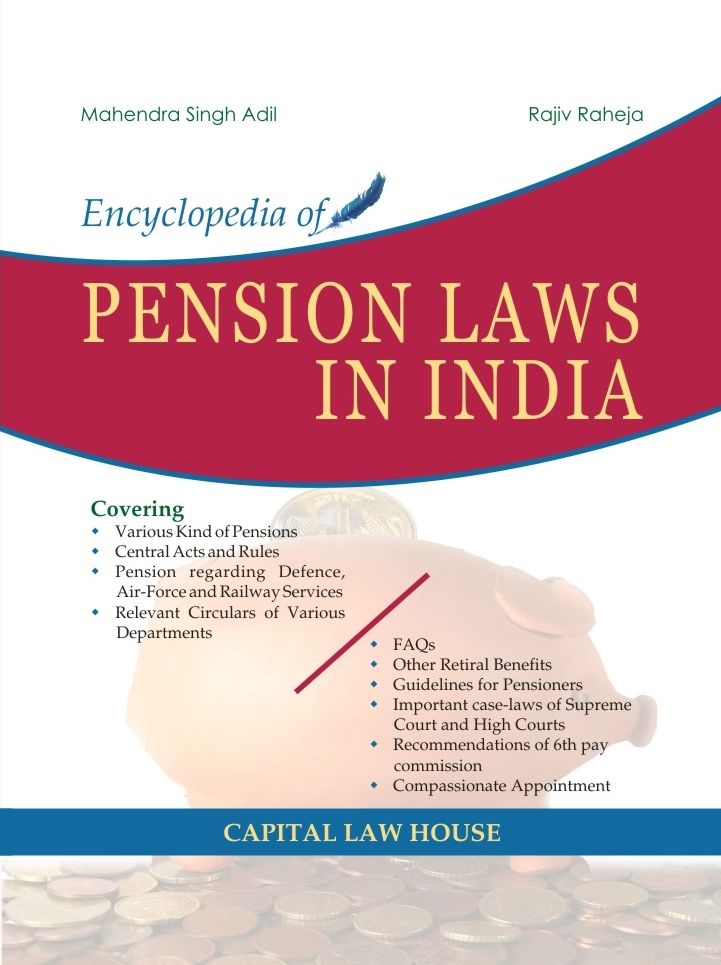 Mahendra Singh Adil
Rajiv Raheja
Encyclopedia of
PENSION LAWS
IN INDIA
Covering
Various Kind of Pensions
Central Acts and Rules
Pension regarding Defence,
Air-Force and Railway Services
Relevant Circulars of Various
Departments
FAQs
Other Retiral Benefits
Guidelines for Pensioners
Important case-laws of Supreme
Court and High Courts
Recommendations of 6th pay
commission
Compassionate Appointment
CAPITAL LAW HOUSE